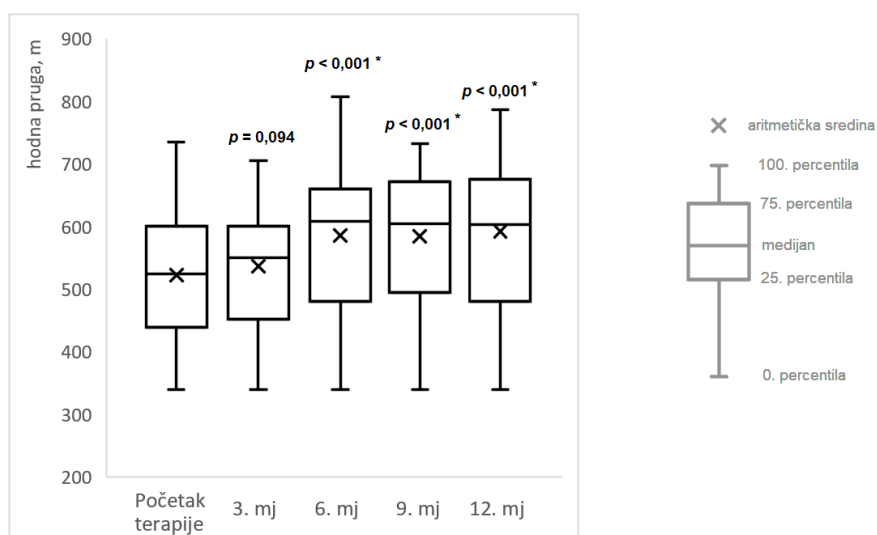 hodna pruga, m
900
800
700
600
500
400
300
200
p = 0,094
p < 0,001 *
p < 0,001 *
p < 0,001 *
Početak
terapije
3. mj
6. mj
9. mj
12. mj
aritmetička sredina
100. percentila
75. percentila
medijan
25. percentila
0. percentila